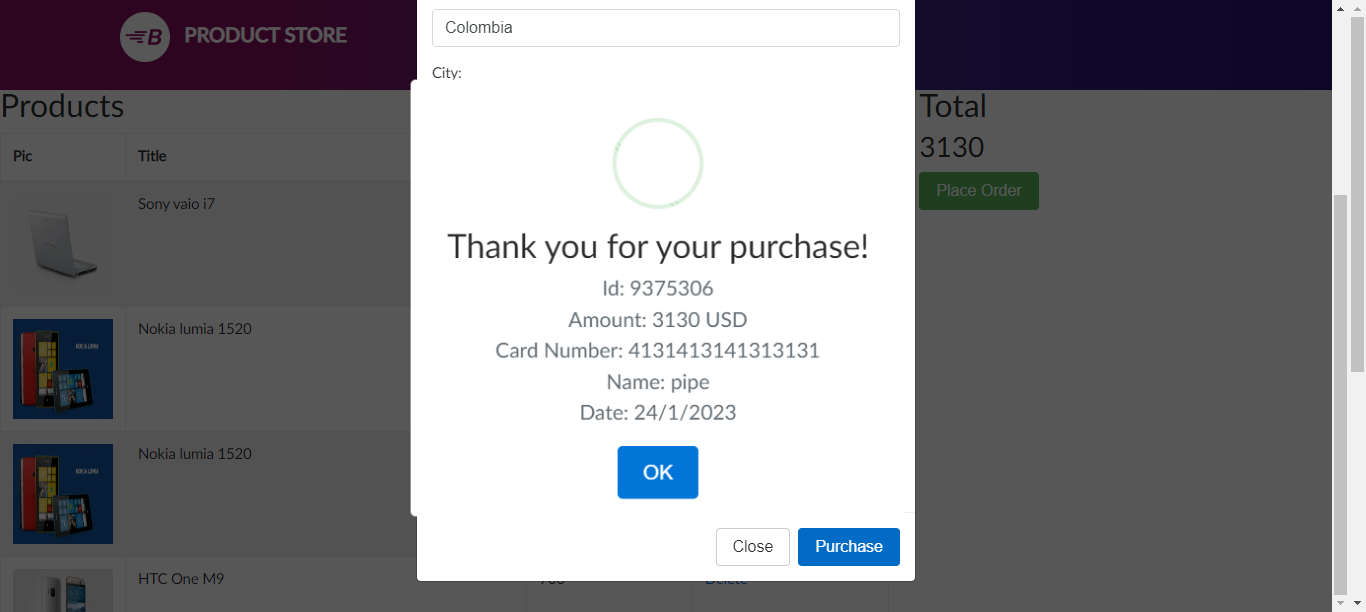 PRODUCT STORE
Colombia
City:
Products
Total
3130
Place Order
Pic
Title
Sony vaio i7
Nokia lumia 1520
Nokia lumia 1520
HTC One M9
Thank you for your purchase!
Id: 9375306
Amount: 3130 USD
Card Number: 4131413141313131
Name: pipe
Date: 24/1/2023
OK
Close
Purchase